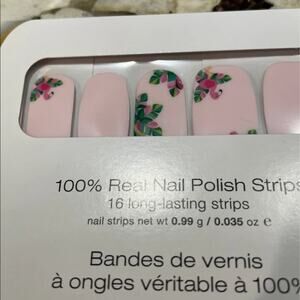 100% Real Nail Polish Strips
16 long-lasting strips
nail strips net wt 0.99 g / 0.035 oz e
Bandes de vernis
à ongles véritable à 100%